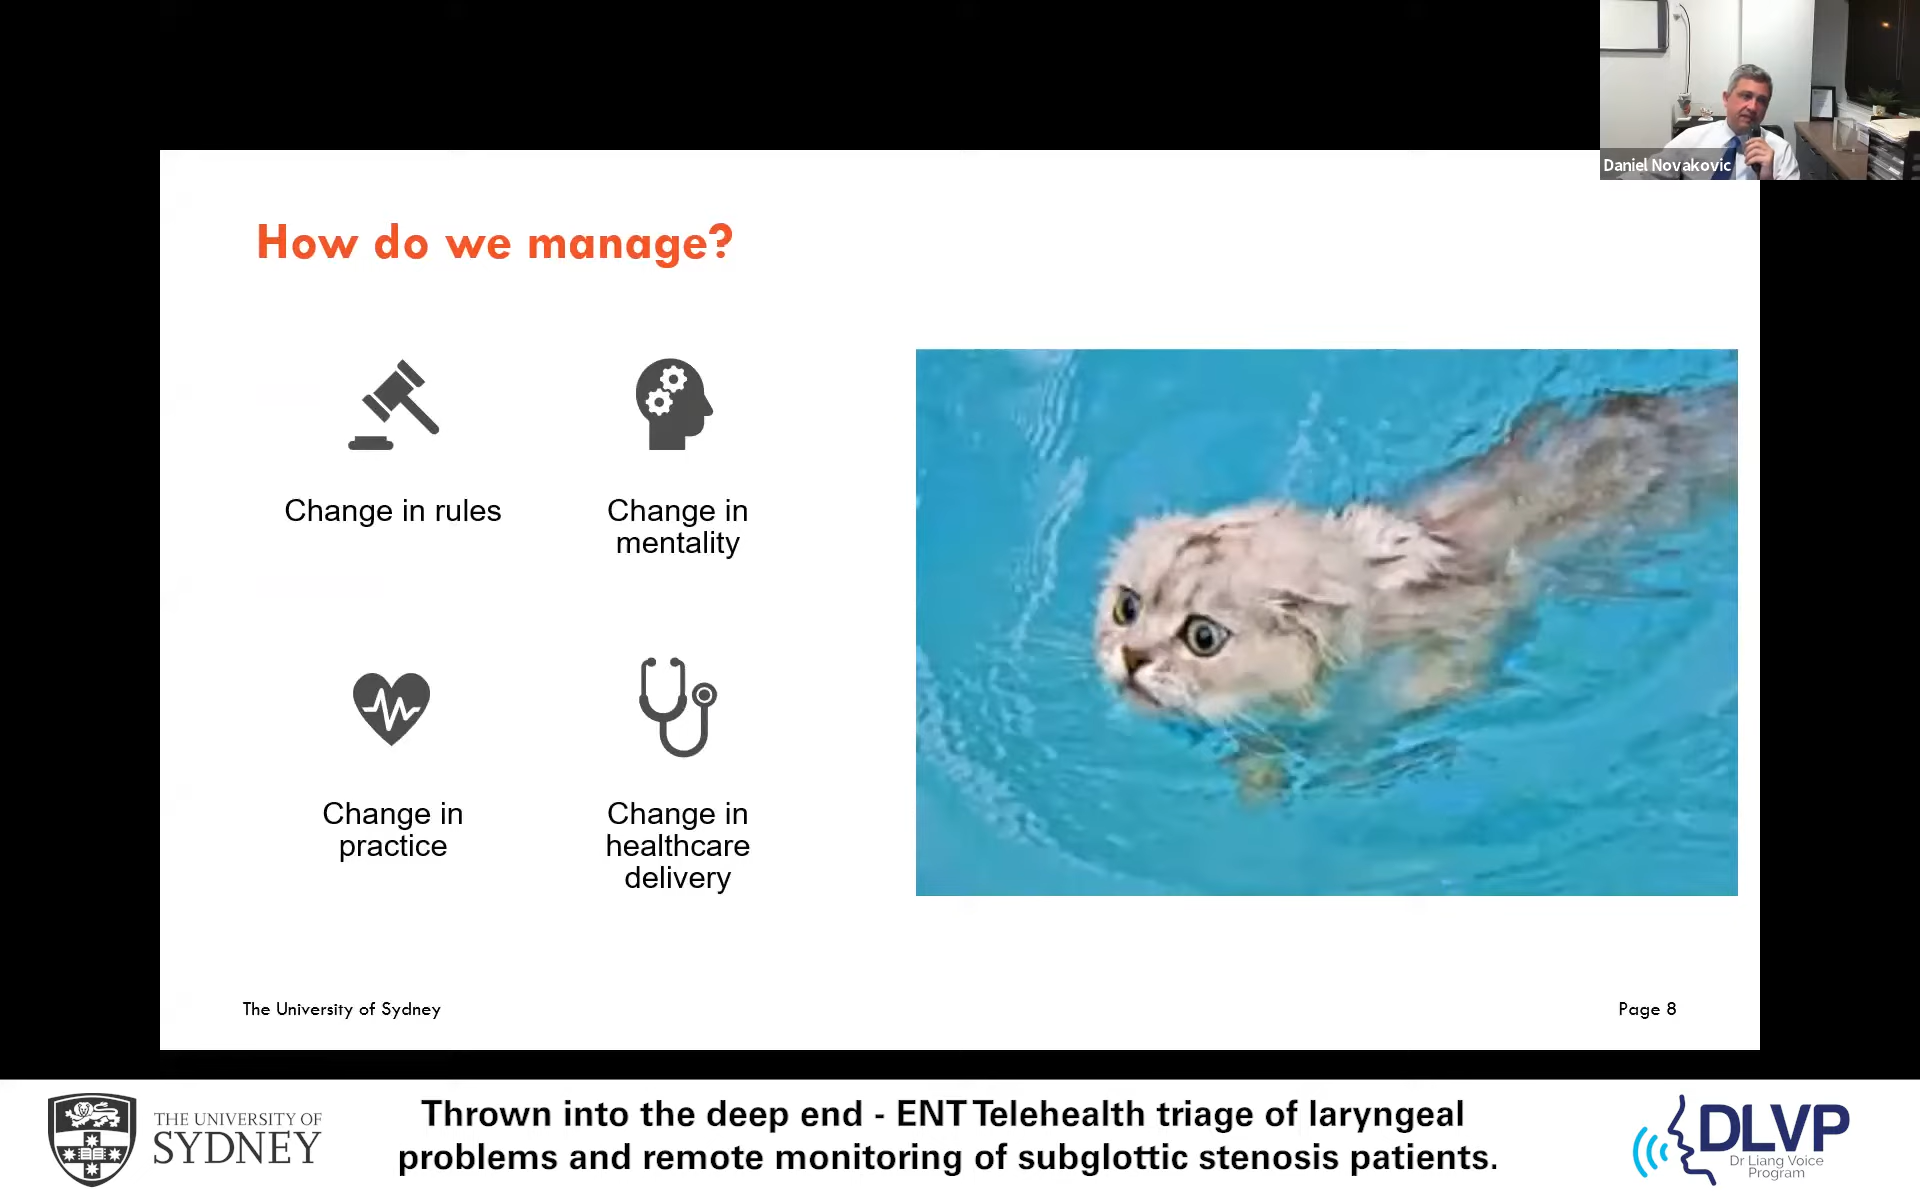 Daniel Novakovic
How do we manage?
Change in rules
Change in
mentality
Change in
practice
Change in
healthcare
delivery
The University of Sydney
Page 8
THE UNIVERSITY OF
SYDNEY
Thrown into the deep end - ENT Telehealth triage of laryngeal
problems and remote monitoring of subglottic stenosis patients.
DLVP
Dr Liang Voice
Program